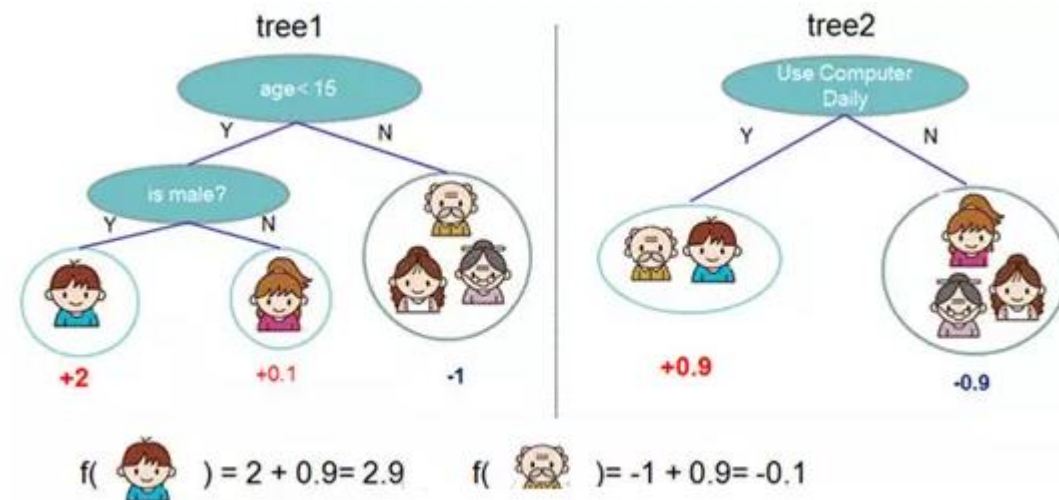 tree1
age< 15
Y
N
is male?
Y
N
+2
+0.1
-1
tree2
Use Computer
Daily
Y
N
+0.9
-0.9
f( ) = 2 + 0.9= 2.9
f( )= -1 + 0.9= -0.1